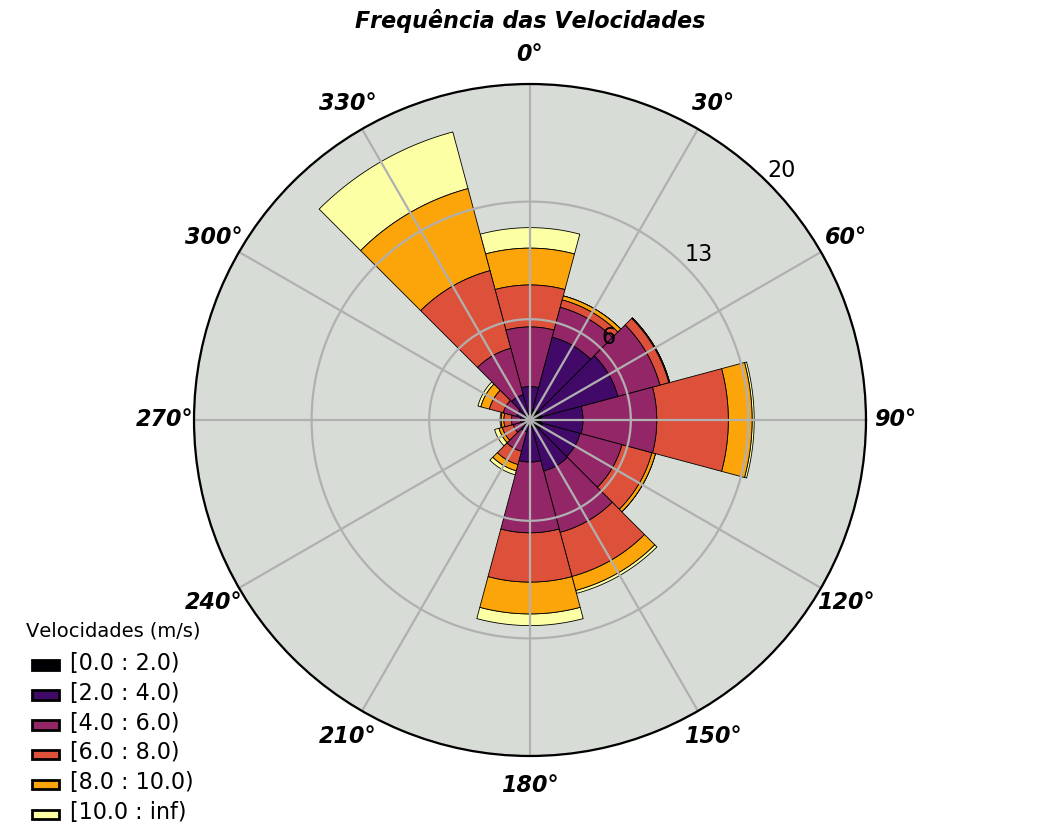 Frequência das Velocidades
0°
330°
30°
20
300°
60°
13
6
270°
90°
240°
120°
210°
150°
180°
Velocidades (m/s)
[0.0 : 2.0)
[2.0 : 4.0)
[4.0 : 6.0)
[6.0 : 8.0)
[8.0 : 10.0)
[10.0 : inf)